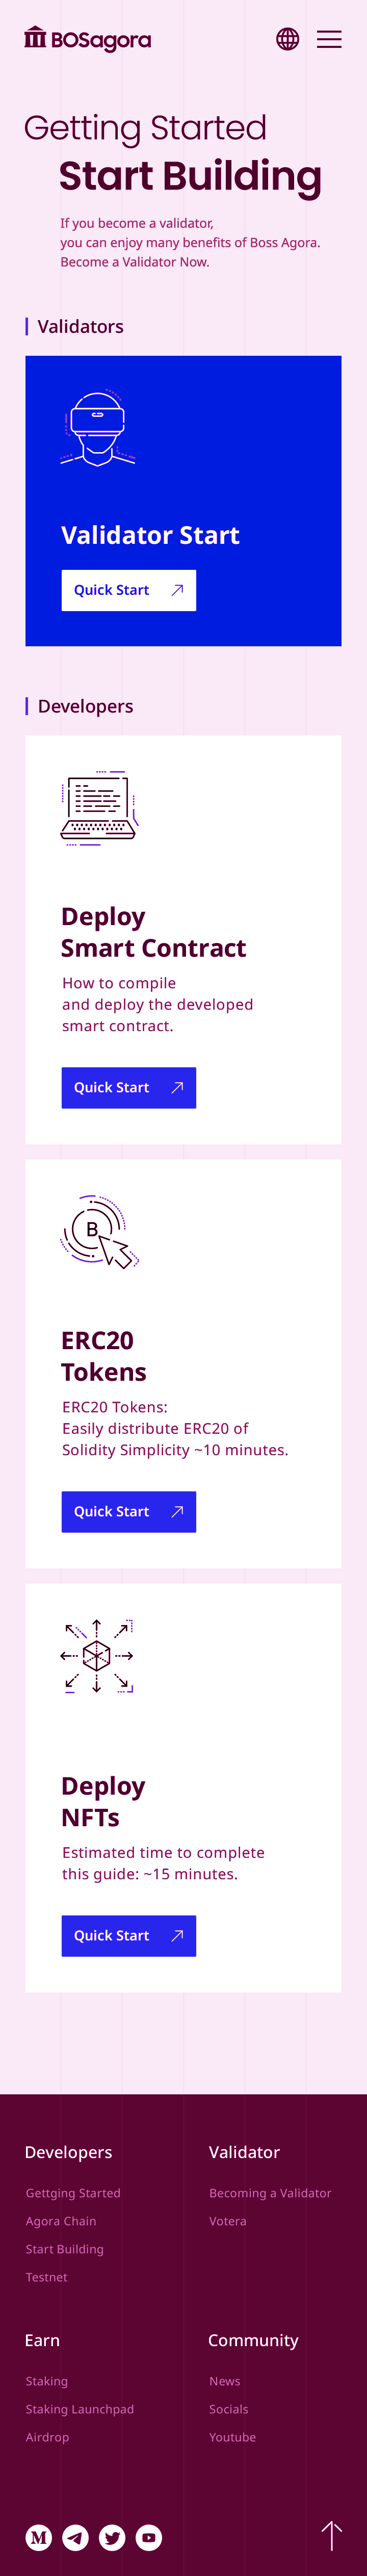 BOSagora
Getting Started
Start Building
If you become a validator,
you can enjoy many benefits of Boss Agora.
Become a Validator Now.
Validators
Validator Start
Quick Start
Developers
Deploy
Smart Contract
How to compile
and deploy the developed
smart contract.
Quick Start
B
ERC20
Tokens
ERC20 Tokens:
Easily distribute ERC20 of
Solidity Simplicity ~10 minutes.
Quick Start
Deploy
NFTs
Estimated time to complete
this guide: ~15 minutes.
Quick Start
Developers
Gettging Started
Agora Chain
Start Building
Testnet
Validator
Becoming a Validator
Votera
Earn
Staking
Staking Launchpad
Airdrop
Community
News
Socials
Youtube
M